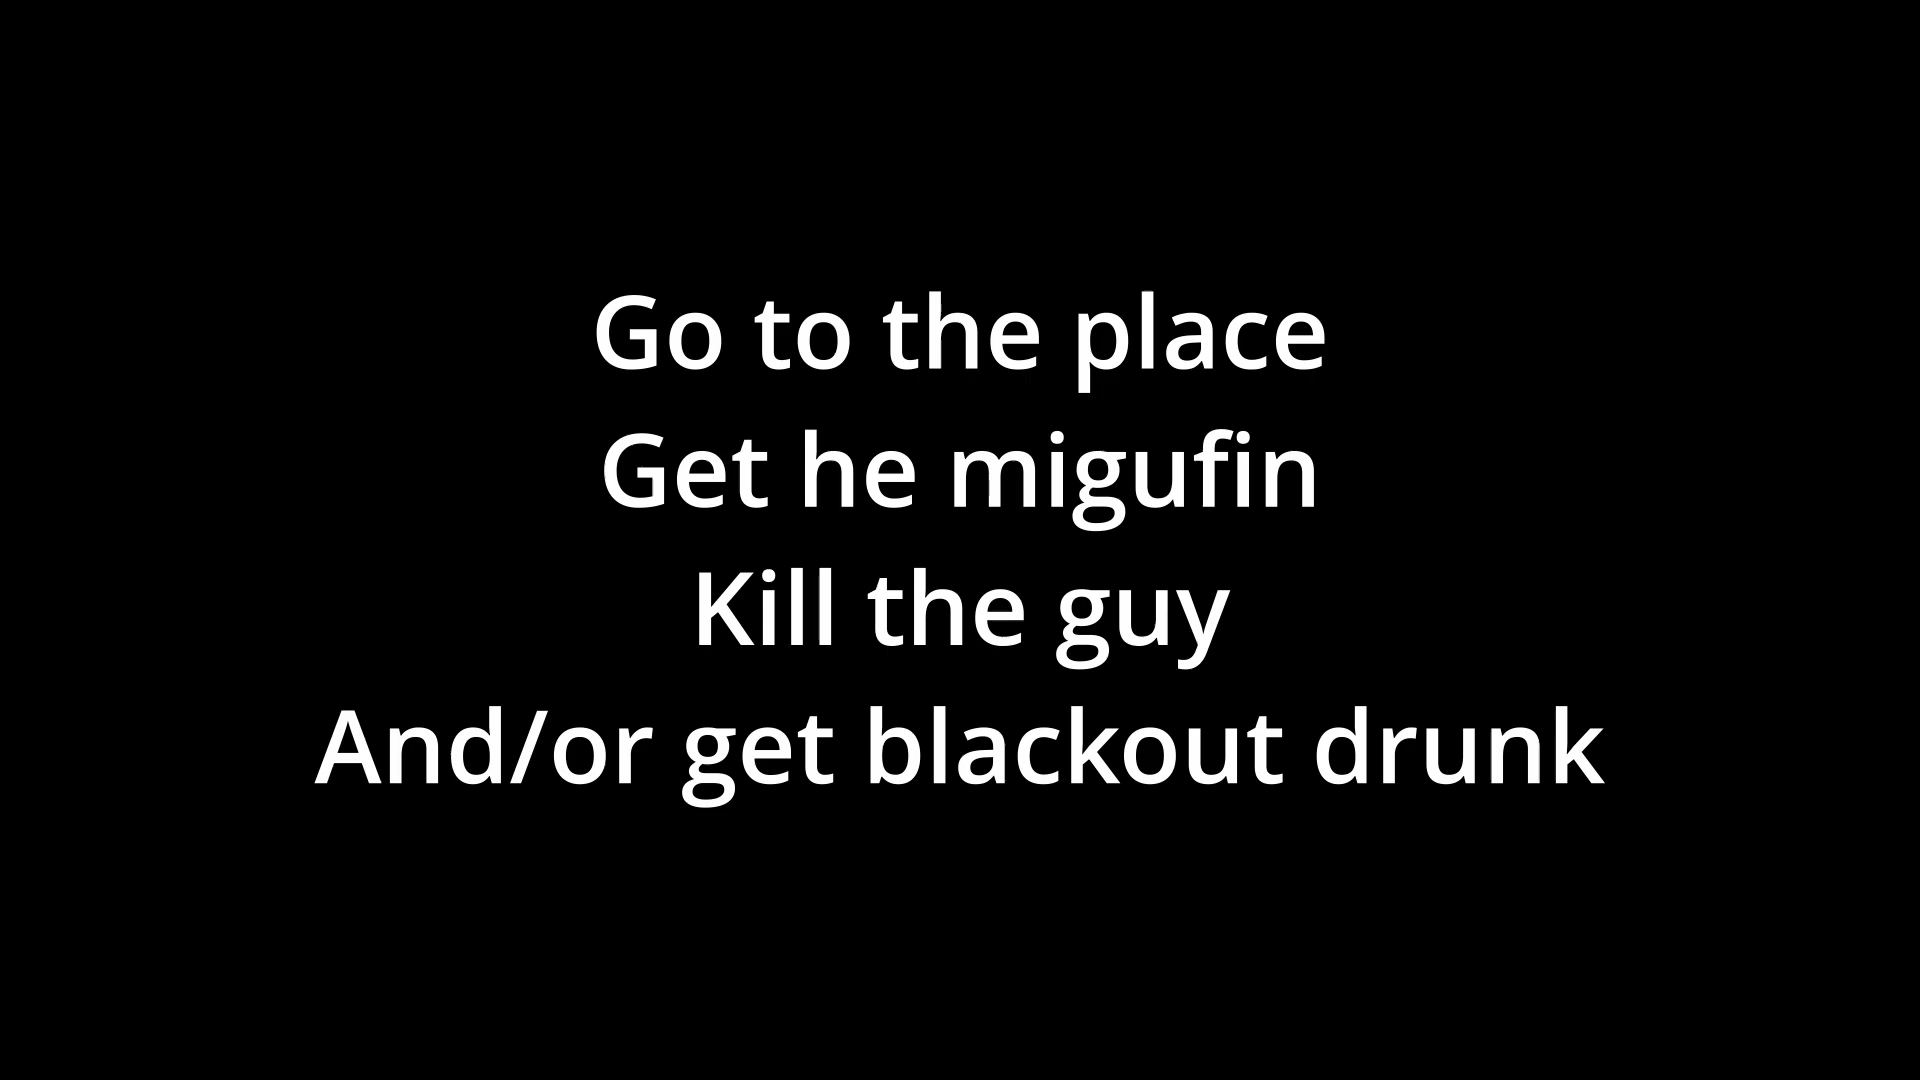 Go to the place
Get he migufin
Kill the guy
And/or get blackout drunk